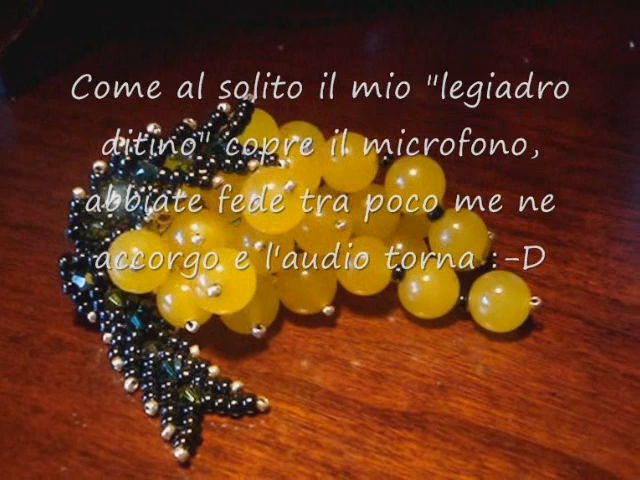 Come al solito il mio "legiadro
ditino" copre il microfono,
abbiate fede tra poco me ne
accorgo e l'audio torna :-D